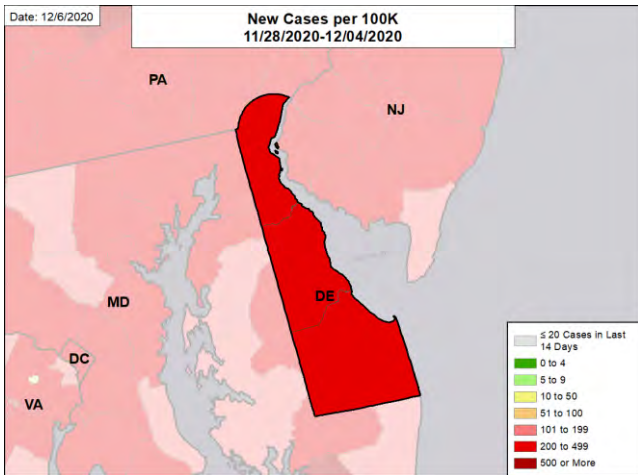 Date: 12/6/2020
New Cases per 100K
11/28/2020-12/04/2020
PA
NJ
MD
DE
DC
VA
≤ 20 Cases in Last
14 Days
0 to 4
5 to 9
10 to 50
51 to 100
101 to 199
200 to 499
500 or More